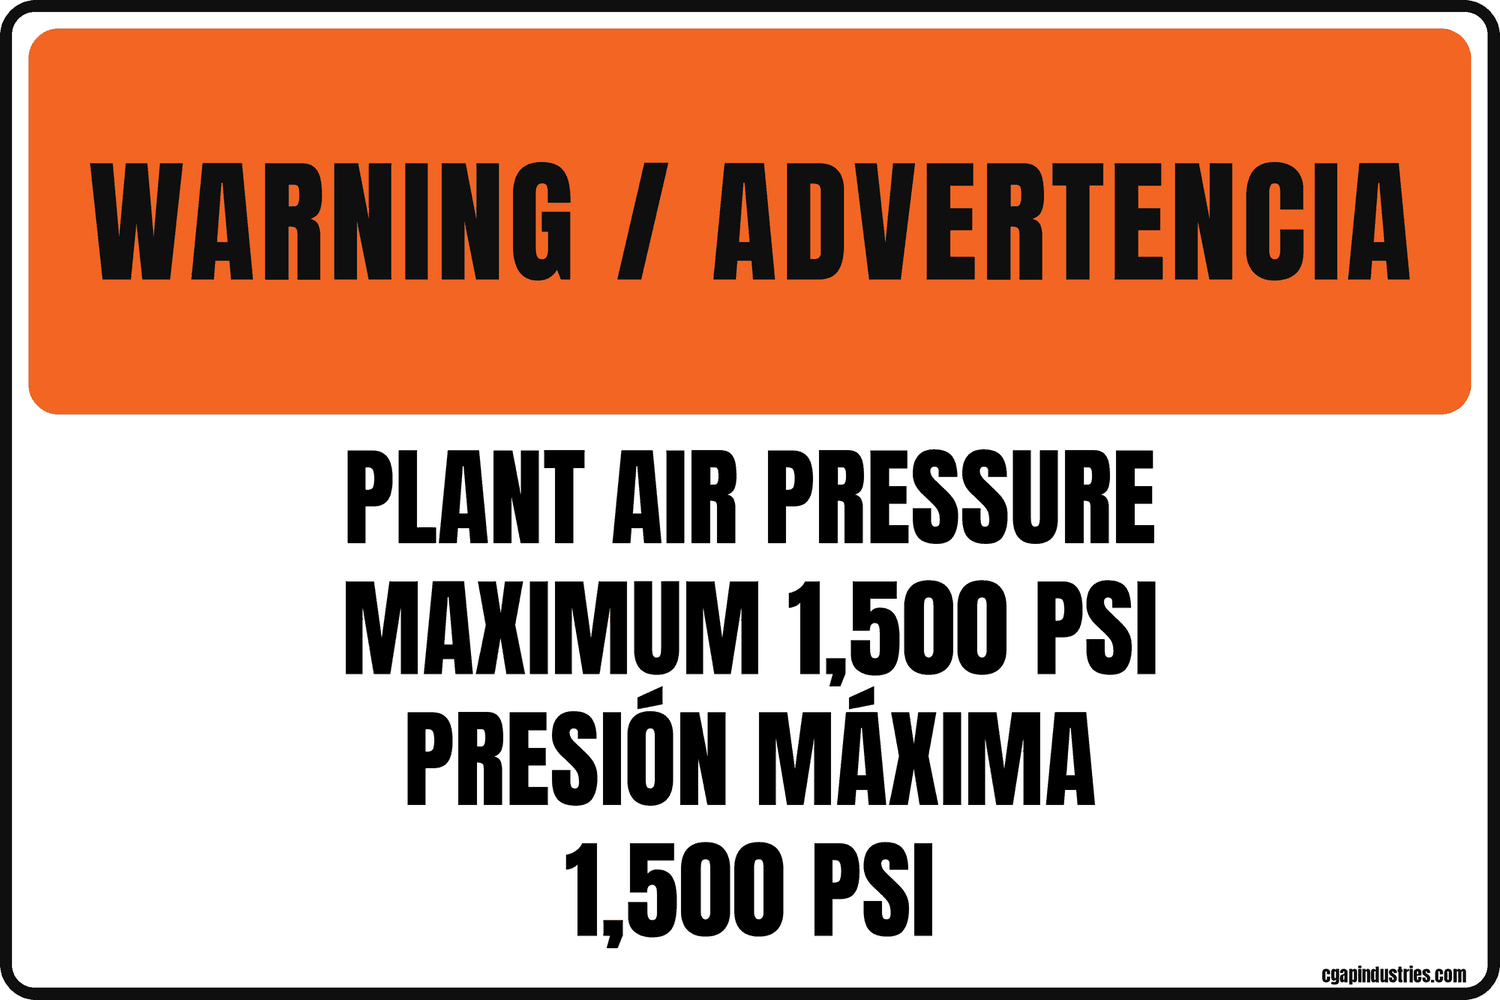 WARNING / ADVERTENCIA
PLANT AIR PRESSURE
MAXIMUM 1,500 PSI
PRESIÓN MÁXIMA
1,500 PSI
cgapindustries.com